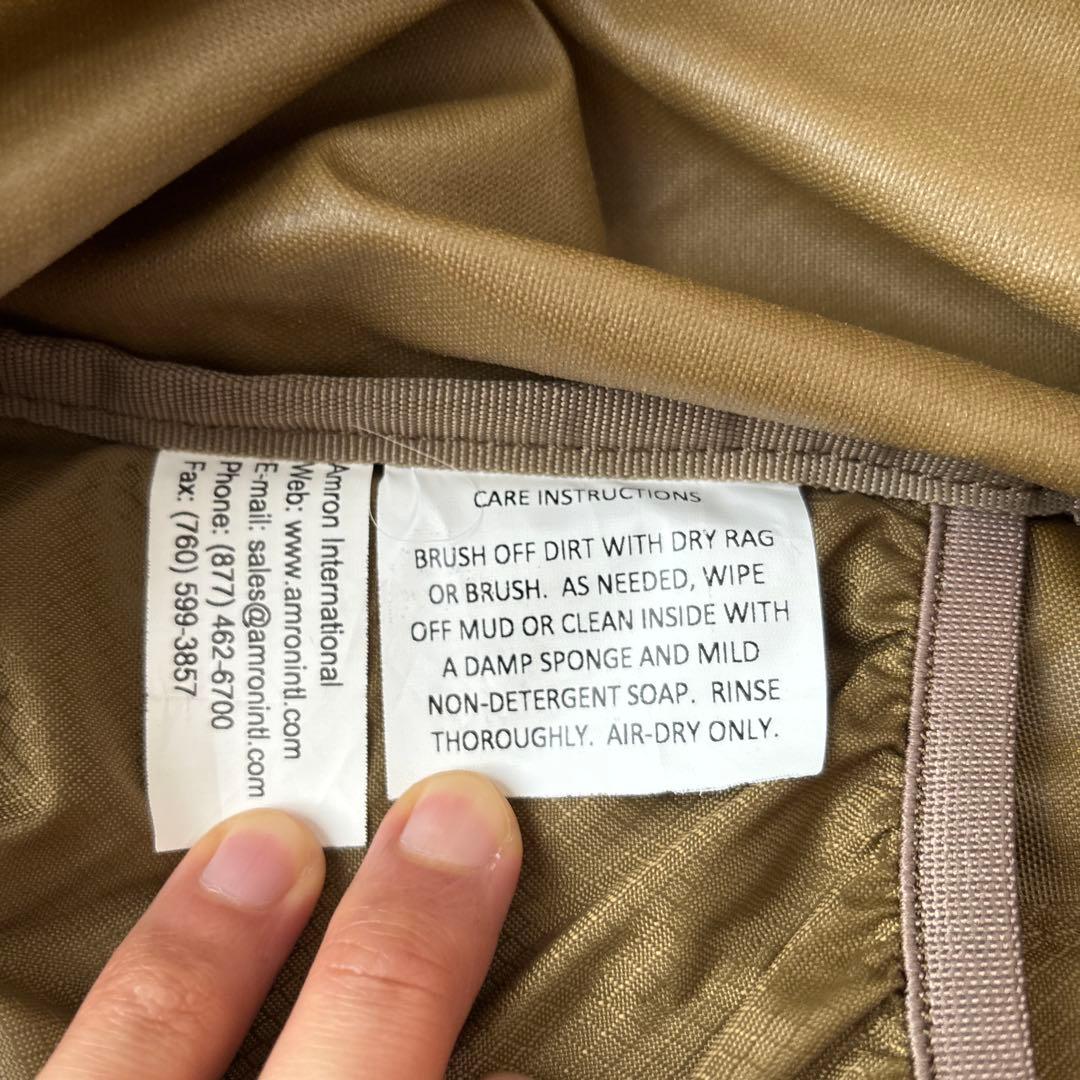 Amron International
Web: www.amronintl.com
E-mail: sales@amronintl.com
Phone: (877) 462-6700
Fax: (760) 599-3857
CARE INSTRUCTIONS
BRUSH OFF DIRT WITH DRY RAG
OR BRUSH. AS NEEDED, WIPE
OFF MUD OR CLEAN INSIDE WITH
A DAMP SPONGE AND MILD
NON-DETERGENT SOAP. RINSE
THOROUGHLY. AIR-DRY ONLY.